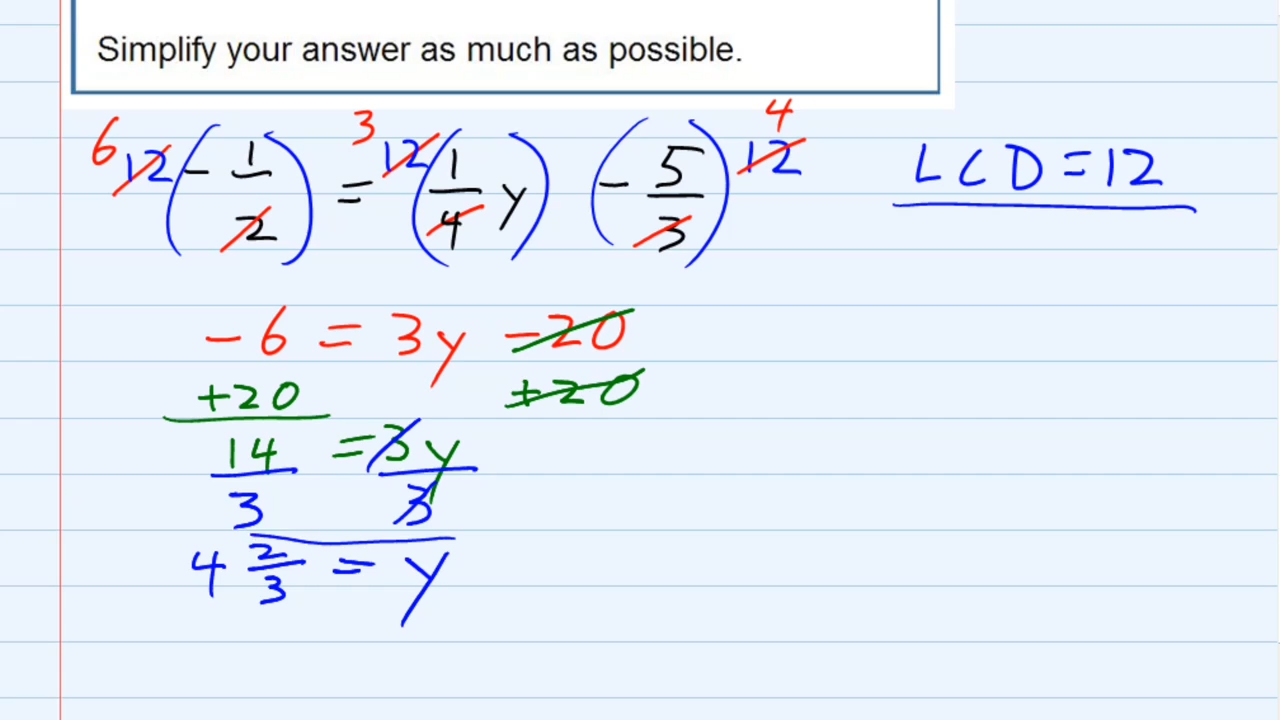 Simplify your answer as much as possible.
6 12(-1/2) = 3 12(1/4 y) (-5/3) 12 4
LCD=12
-6 = 3y -20
+20 +20
14/3 = 3y/3
4 2/3 = y